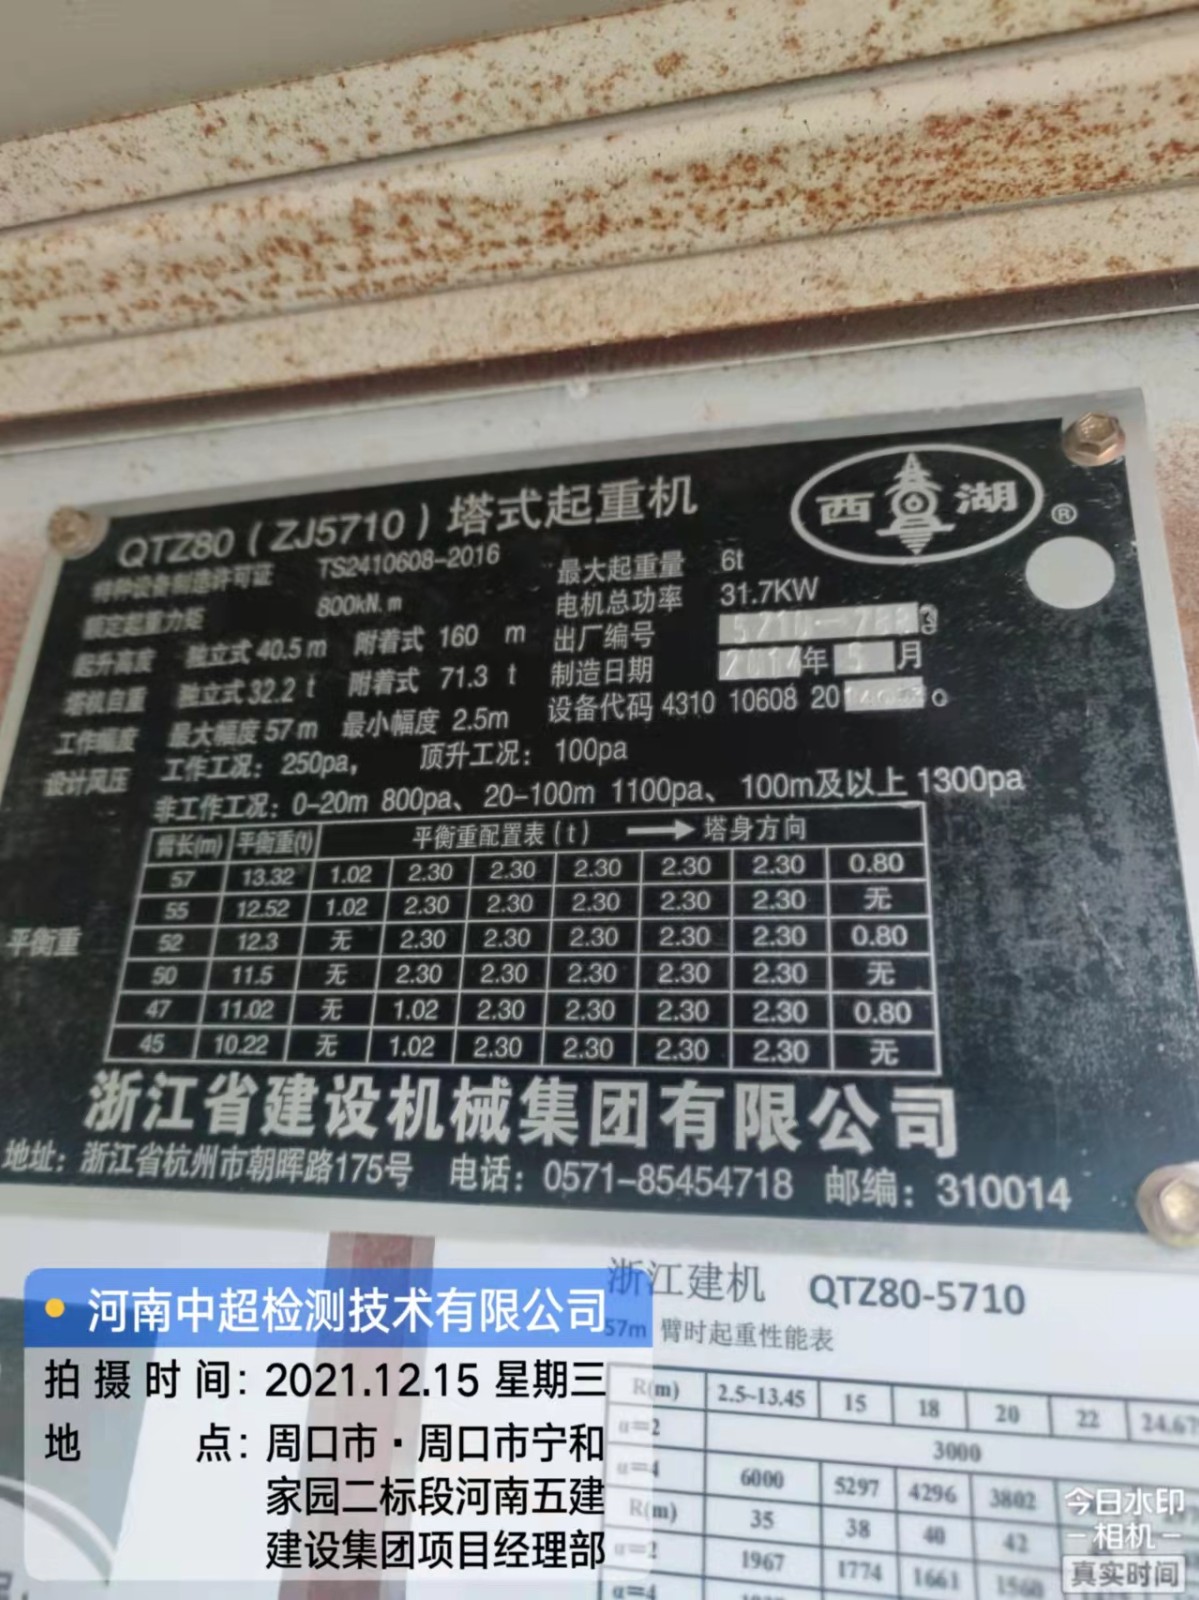 西湖®
QTZ80（ZJ5710）塔式起重机
特种设备制造许可证 TS2410608-2016 最大起重量 6t
额定起重力矩 800kN.m 电机总功率 31.7KW
起升高度 独立式40.5m 附着式 160 m 出厂编号
塔机自重 独立式32.2t 附着式 71.3 t 制造日期 2014年5月
工作幅度 最大幅度57m 最小幅度 2.5m 设备代码 4310 10608 20
设计风压 工作工况：250pa， 顶升工况：100pa
非工作工况：0-20m 800pa、20-100m 1100pa、100m及以上 1300pa
平衡重
臂长(m) 平衡重(t) 平衡重配置表(t) → 塔身方向
57 13.32 1.02 2.30 2.30 2.30 2.30 2.30 0.80
55 12.52 1.02 2.30 2.30 2.30 2.30 2.30 无
52 12.3 无 2.30 2.30 2.30 2.30 2.30 0.80
50 11.5 无 2.30 2.30 2.30 2.30 2.30 无
47 11.02 无 1.02 2.30 2.30 2.30 2.30 0.80
45 10.22 无 1.02 2.30 2.30 2.30 2.30 无
浙江省建设机械集团有限公司
地址：浙江省杭州市朝晖路175号 电话：0571-85454718 邮编：310014
浙江建机 QTZ80-5710
57m 臂时起重性能表
R(m) 2.5~13.45 15 18 20 22 24.67
α=2 3000
α=4 6000 5297 4296 3802
R(m) 35 38 40 42
α=2 1967 1774 1661 1560
α=4
河南中超检测技术有限公司
拍摄时间：2021.12.15 星期三
地点：周口市·周口市宁和
家园二标段河南五建
建设集团项目经理部
今日水印
-相机-
真实时间